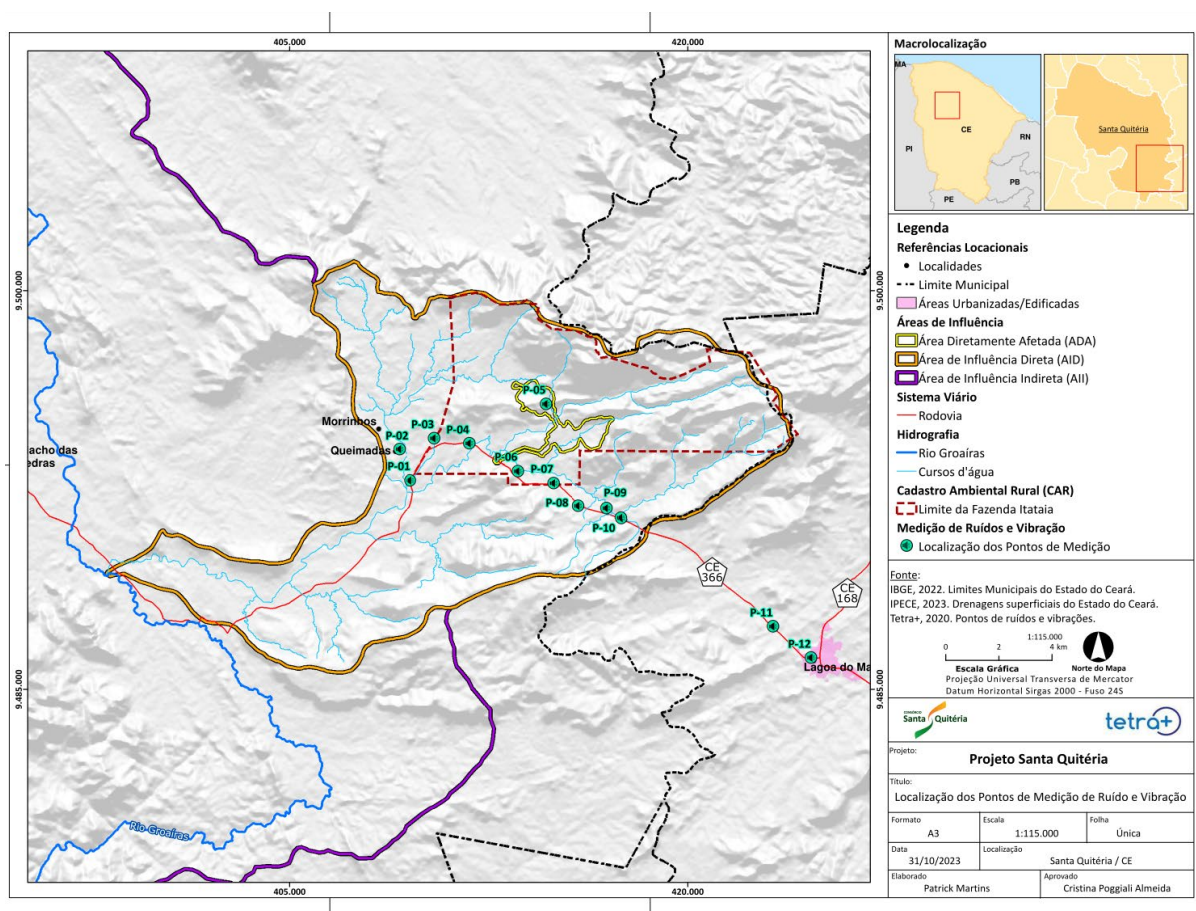 405.000
420.000
9.500.000
9.500.000
9.485.000
9.485.000
405.000
420.000
Morrinhos
Queimadas
acho das
edras
P-01
P-02
P-03
P-04
P-05
P-06
P-07
P-08
P-09
P-10
CE
366
CE
168
P-11
P-12
Lagoa do Ma
Rio Groaíras
Macrolocalização
MA
CE
RN
PI
PB
PE
Santa Quitéria
Legenda
Referências Locacionais
Localidades
Limite Municipal
Áreas Urbanizadas/Edificadas
Áreas de Influência
Área Diretamente Afetada (ADA)
Área de Influência Direta (AID)
Área de Influência Indireta (AII)
Sistema Viário
Rodovia
Hidrografia
Rio Groaíras
Cursos d'água
Cadastro Ambiental Rural (CAR)
Limite da Fazenda Itataia
Medição de Ruídos e Vibração
Localização dos Pontos de Medição
Fonte:
IBGE, 2022. Limites Municipais do Estado do Ceará.
IPECE, 2023. Drenagens superficiais do Estado do Ceará.
Tetra+, 2020. Pontos de ruídos e vibrações.
1:115.000
0 2 4 km
Escala Gráfica
Norte do Mapa
Projeção Universal Transversa de Mercator
Datum Horizontal Sirgas 2000 - Fuso 24S
CONSÓRCIO
Santa Quitéria
tetra+
Projeto:
Projeto Santa Quitéria
Título:
Localização dos Pontos de Medição de Ruído e Vibração
Formato
A3
Escala
1:115.000
Folha
Única
Data
31/10/2023
Localização
Santa Quitéria / CE
Elaborado
Patrick Martins
Aprovado
Cristina Poggiali Almeida